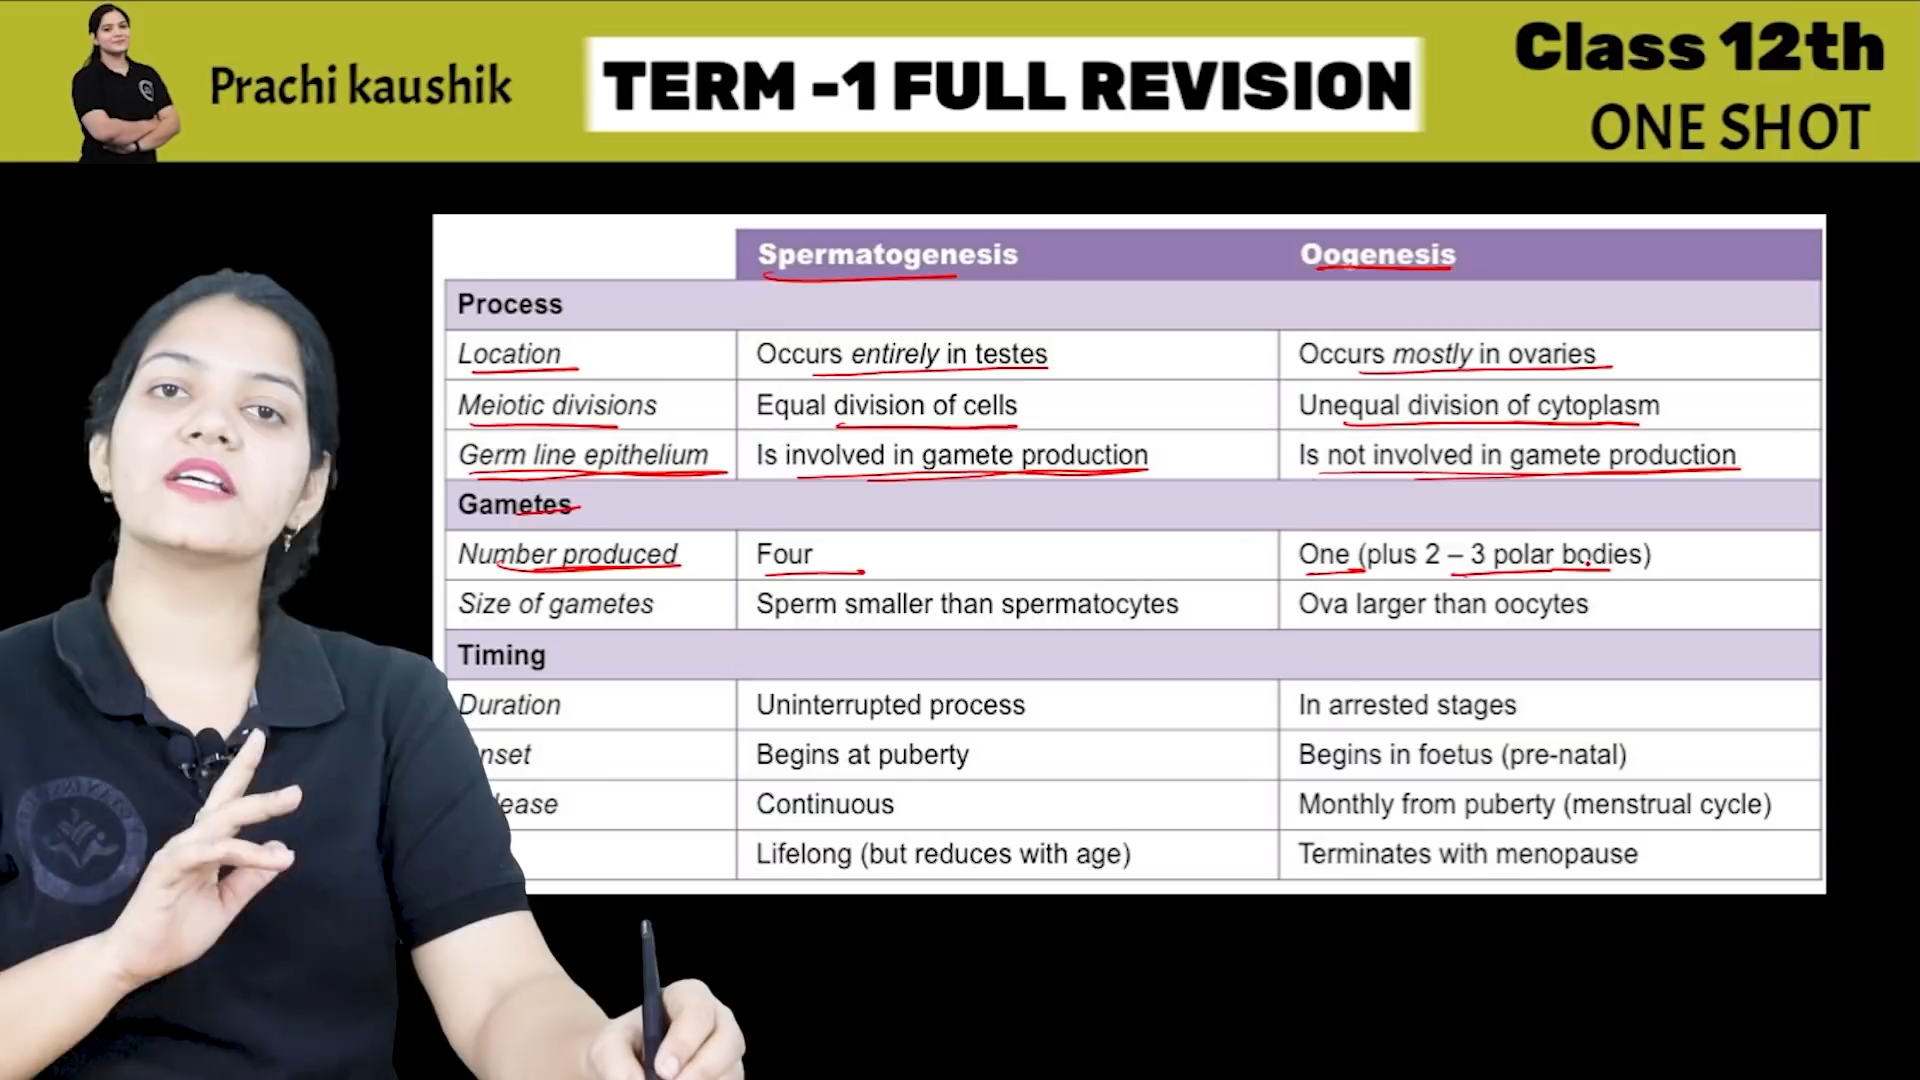 Prachi kaushik
TERM -1 FULL REVISION
Class 12th
ONE SHOT
Spermatogenesis Oogenesis
Process
Location Occurs entirely in testes Occurs mostly in ovaries
Meiotic divisions Equal division of cells Unequal division of cytoplasm
Germ line epithelium Is involved in gamete production Is not involved in gamete production
Gametes
Number produced Four One (plus 2 – 3 polar bodies)
Size of gametes Sperm smaller than spermatocytes Ova larger than oocytes
Timing
Duration Uninterrupted process In arrested stages
nset Begins at puberty Begins in foetus (pre-natal)
lease Continuous Monthly from puberty (menstrual cycle)
Lifelong (but reduces with age) Terminates with menopause